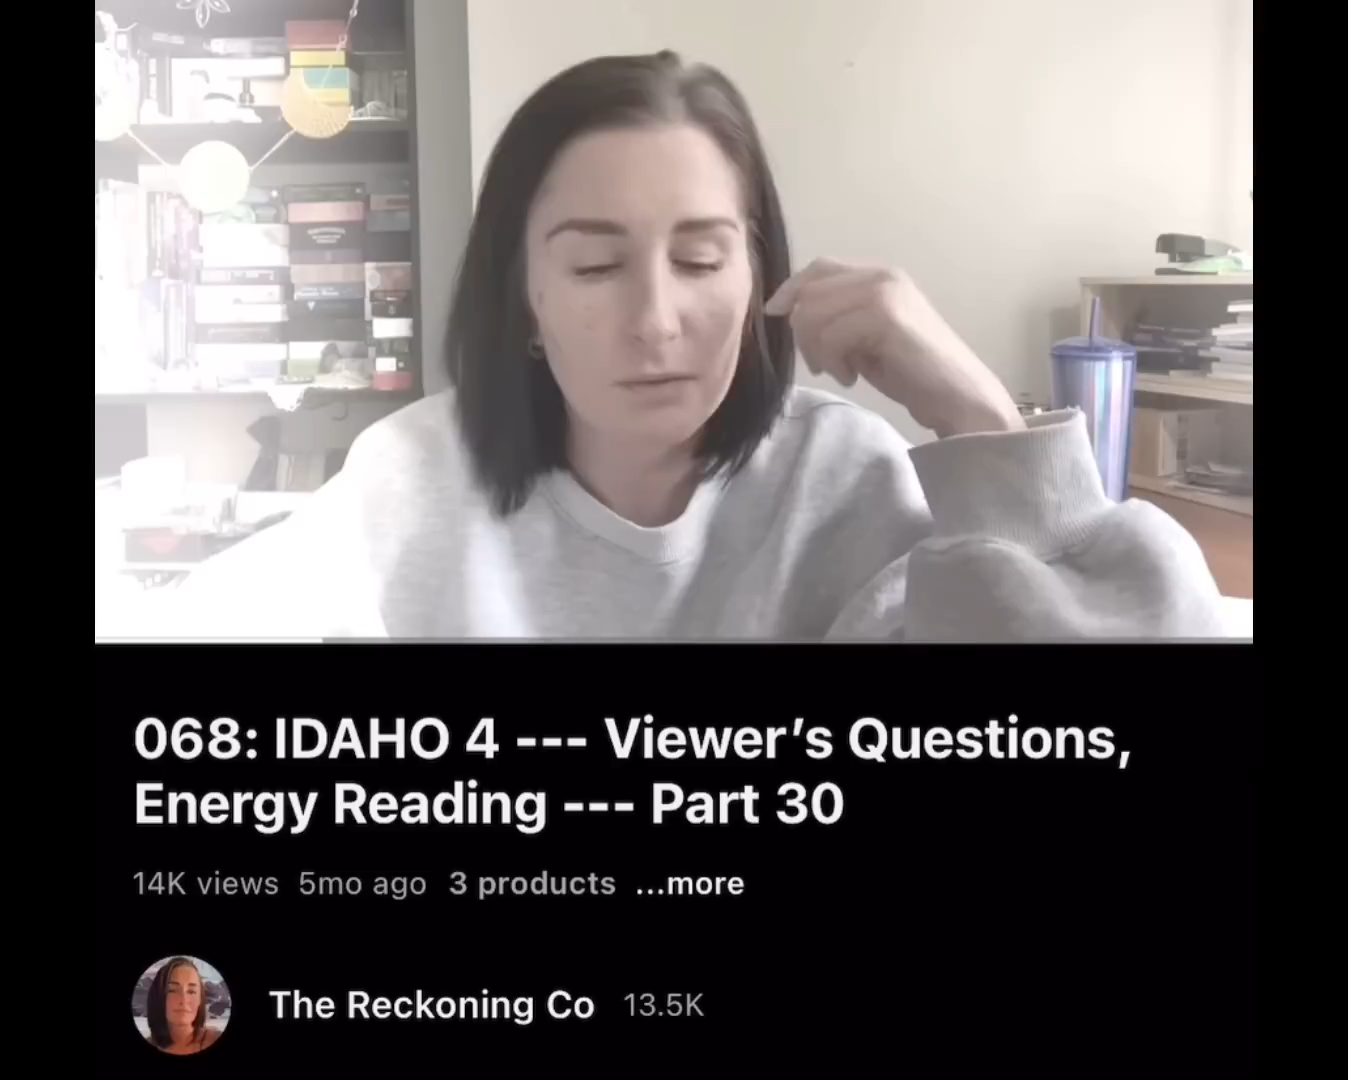 068: IDAHO 4 --- Viewer’s Questions,
Energy Reading --- Part 30
14K views 5mo ago 3 products ...more
The Reckoning Co 13.5K